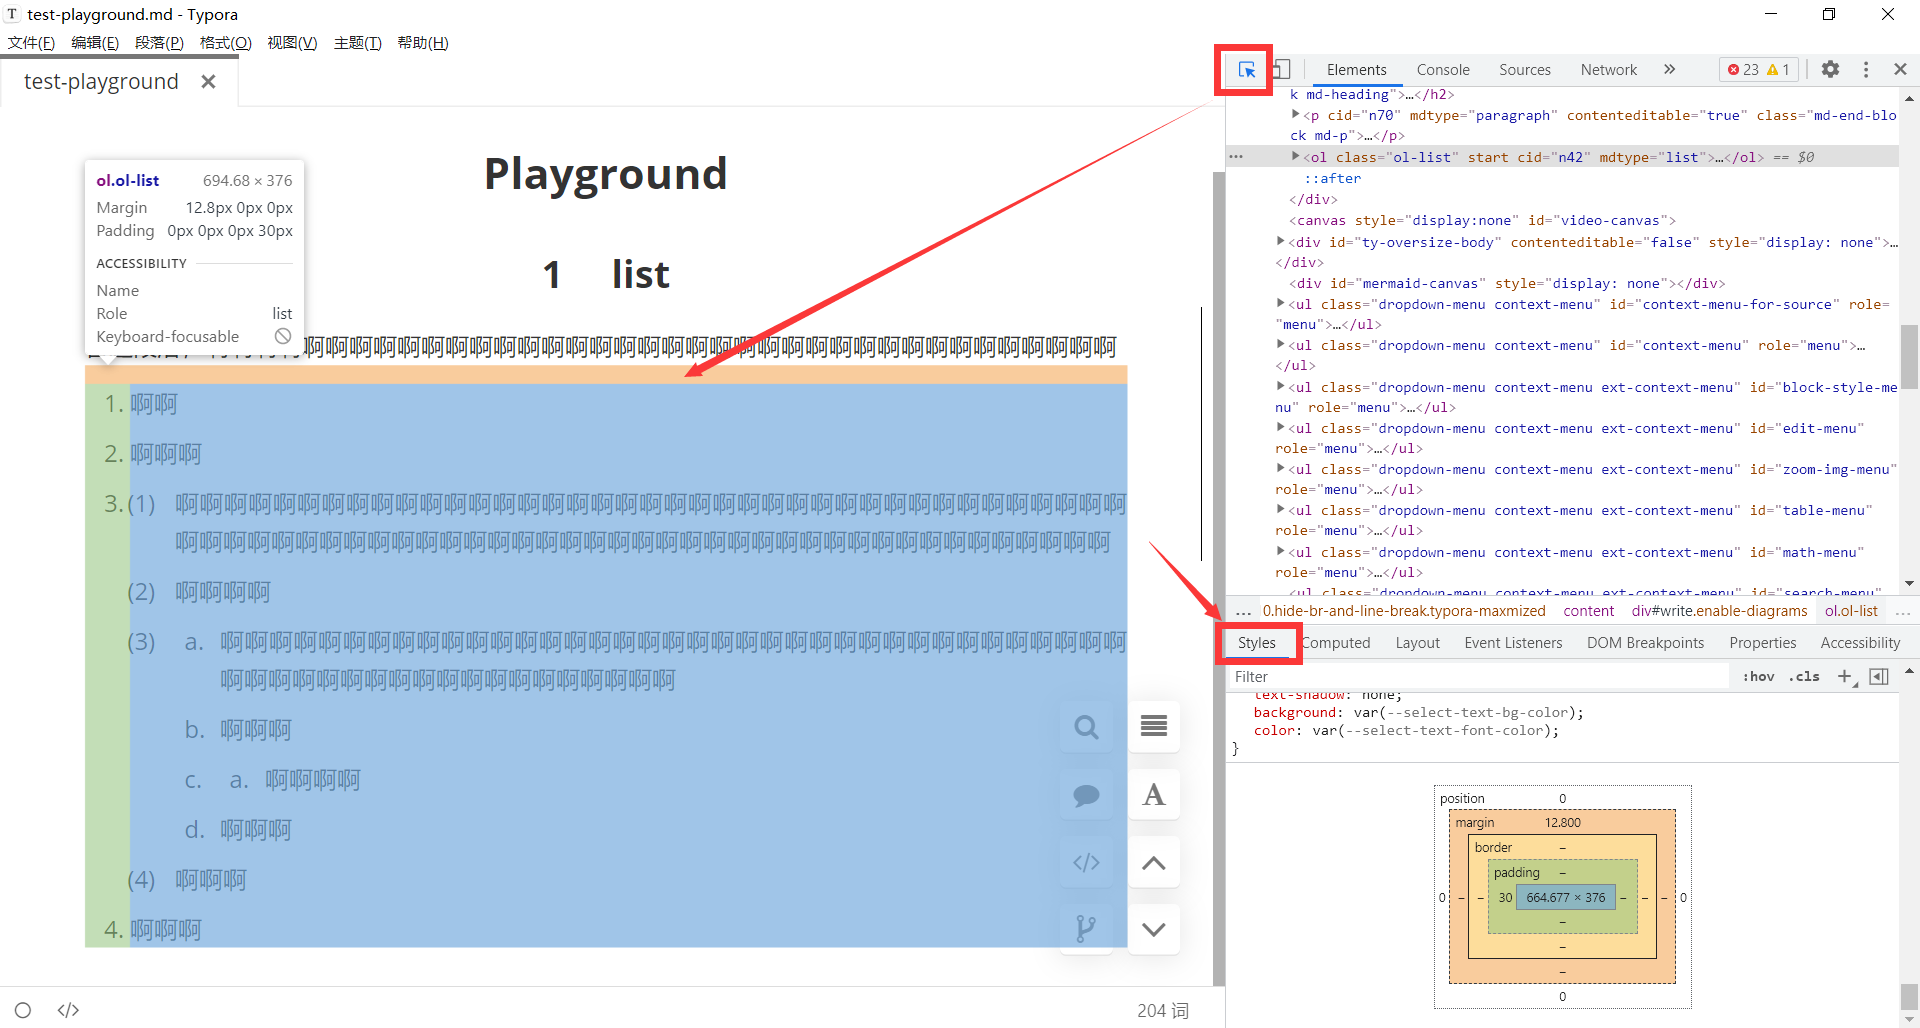 test-playground.md - Typora
文件(F) 编辑(E) 段落(P) 格式(O) 视图(V) 主题(T) 帮助(H)
test-playground
Playground
1 list
ol.ol-list 694.68 × 376
Margin 12.8px 0px 0px
Padding 0px 0px 0px 30px
ACCESSIBILITY
Name
Role list
Keyboard-focusable
啊啊啊啊啊啊啊啊啊啊啊啊啊啊啊啊啊啊啊啊啊啊啊啊啊啊啊啊啊啊啊啊啊啊
1. 啊啊
2. 啊啊啊
3. (1) 啊啊啊啊啊啊啊啊啊啊啊啊啊啊啊啊啊啊啊啊啊啊啊啊啊啊啊啊啊啊啊啊啊啊啊啊啊啊啊
啊啊啊啊啊啊啊啊啊啊啊啊啊啊啊啊啊啊啊啊啊啊啊啊啊啊啊啊啊啊啊啊啊啊啊啊啊啊啊
(2) 啊啊啊啊
(3) a. 啊啊啊啊啊啊啊啊啊啊啊啊啊啊啊啊啊啊啊啊啊啊啊啊啊啊啊啊啊啊啊啊啊啊啊啊啊
啊啊啊啊啊啊啊啊啊啊啊啊啊啊啊啊啊啊啊
b. 啊啊啊
c. a. 啊啊啊啊
d. 啊啊啊
(4) 啊啊啊
4. 啊啊啊
</>
A
</> 204 词
Elements Console Sources Network » 23 1
k md-heading">…</h2>
<p cid="n70" mdtype="paragraph" contenteditable="true" class="md-end-blo
ck md-p">…</p>
… <ol class="ol-list" start cid="n42" mdtype="list">…</ol> == $0
::after
</div>
<canvas style="display:none" id="video-canvas">
<div id="ty-oversize-body" contenteditable="false" style="display: none">…
</div>
<div id="mermaid-canvas" style="display: none"></div>
<ul class="dropdown-menu context-menu" id="context-menu-for-source" role=
"menu">…</ul>
<ul class="dropdown-menu context-menu" id="context-menu" role="menu">…
</ul>
<ul class="dropdown-menu context-menu ext-context-menu" id="block-style-me
nu" role="menu">…</ul>
<ul class="dropdown-menu context-menu ext-context-menu" id="edit-menu"
role="menu">…</ul>
<ul class="dropdown-menu context-menu ext-context-menu" id="zoom-img-menu"
role="menu">…</ul>
<ul class="dropdown-menu context-menu ext-context-menu" id="table-menu"
role="menu">…</ul>
<ul class="dropdown-menu context-menu ext-context-menu" id="math-menu"
role="menu">…</ul>
<ul class="dropdown-menu context-menu ext-context-menu" id="search-menu"
… 0.hide-br-and-line-break.typora-maxmized content div#write.enable-diagrams ol.ol-list …
Styles Computed Layout Event Listeners DOM Breakpoints Properties Accessibility
Filter :hov .cls +
text-shadow: none;
background: var(--select-text-bg-color);
color: var(--select-text-font-color);
}
position 0
margin 12.800
border –
padding –
0 – – 30 664.677 × 376 – – – 0
–
–
–
0